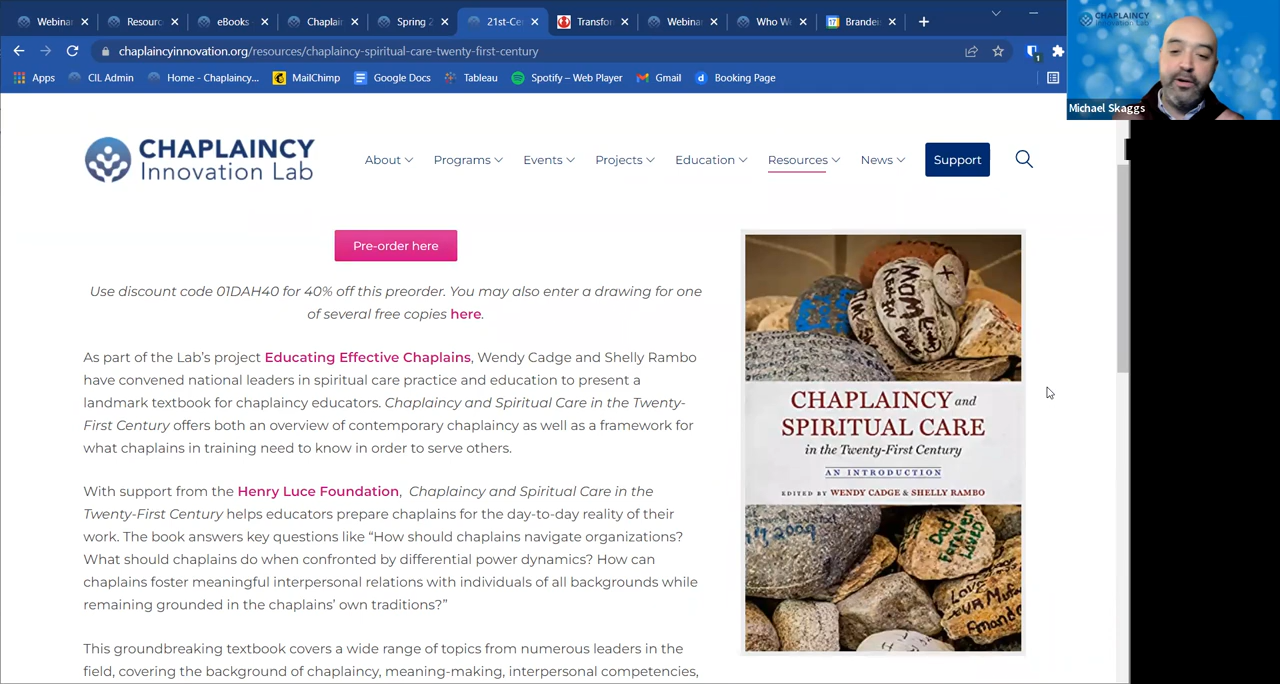 Webinar
Resourc
eBooks
Chaplain
Spring 2
21st-Ce
Transfor
Webinar
Who We
17 Brandei
chaplaincyinnovation.org/resources/chaplaincy-spiritual-care-twenty-first-century
1
Apps
CIL Admin
Home - Chaplaincy...
MailChimp
Google Docs
Tableau
Spotify – Web Player
Gmail
d Booking Page
CHAPLAINCY
Michael Skaggs
CHAPLAINCY
Innovation Lab
About
Programs
Events
Projects
Education
Resources
News
Support
Pre-order here
Use discount code 01DAH40 for 40% off this preorder. You may also enter a drawing for one
of several free copies here.
As part of the Lab’s project Educating Effective Chaplains, Wendy Cadge and Shelly Rambo
have convened national leaders in spiritual care practice and education to present a
landmark textbook for chaplaincy educators. Chaplaincy and Spiritual Care in the Twenty-
First Century offers both an overview of contemporary chaplaincy as well as a framework for
what chaplains in training need to know in order to serve others.
With support from the Henry Luce Foundation, Chaplaincy and Spiritual Care in the
Twenty-First Century helps educators prepare chaplains for the day-to-day reality of their
work. The book answers key questions like “How should chaplains navigate organizations?
What should chaplains do when confronted by differential power dynamics? How can
chaplains foster meaningful interpersonal relations with individuals of all backgrounds while
remaining grounded in the chaplains’ own traditions?”
This groundbreaking textbook covers a wide range of topics from numerous leaders in the
field, covering the background of chaplaincy, meaning-making, interpersonal competencies,
Mom
CHAPLAINCY and
SPIRITUAL CARE
in the Twenty-First Century
AN INTRODUCTION
EDITED BY WENDY CADGE & SHELLY RAMBO
2009
Dad
Forever
Loved
Love